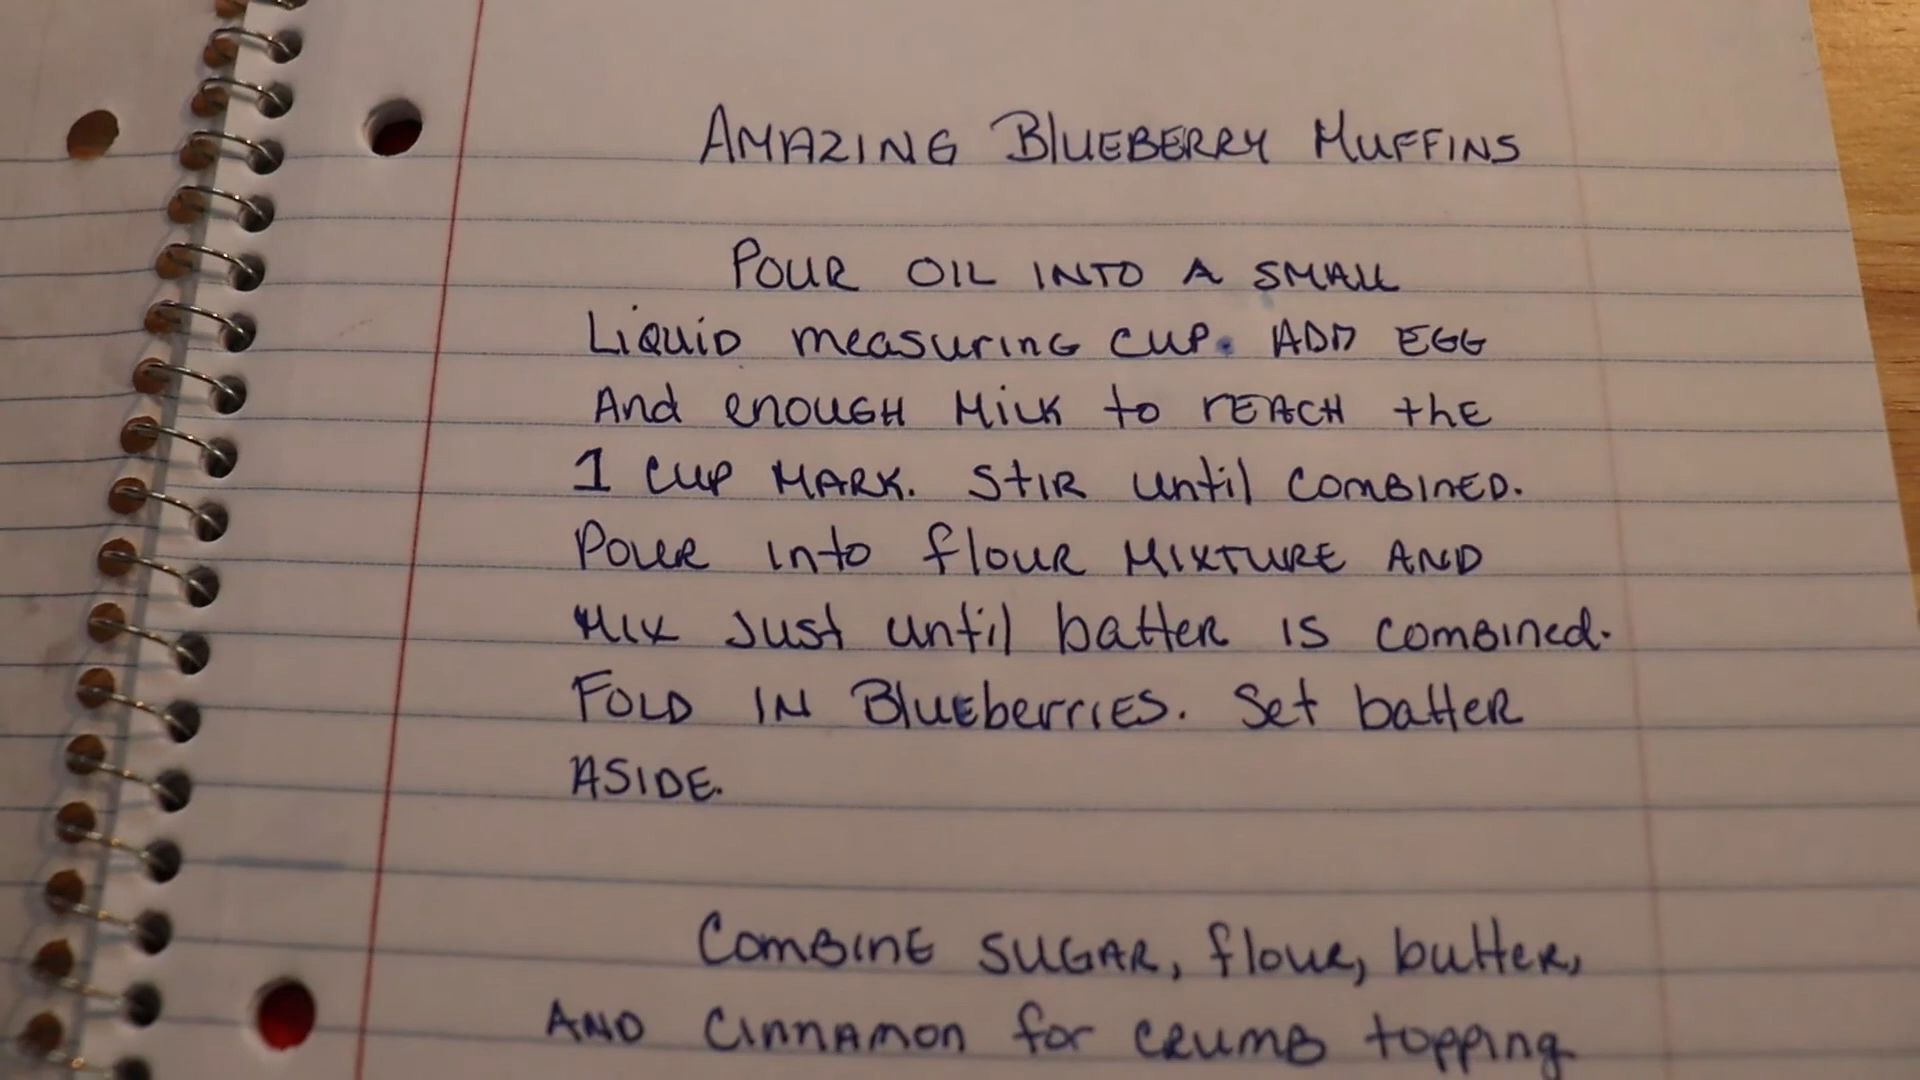 AMAZING BLUEBERRY MUFFINS
POUR OIL INTO A SMALL
LIQUID measuring cup. ADD EGG
And enough Milk to REACH the
1 cup MARK. STIR until COMBINED.
Pour into flour MIXTURE AND
MIX Just until batter is combined.
FOLD IN Blueberries. Set batter
ASIDE.
Combine SUGAR, flour, butter,
AND CINNAMON for CRUMB topping